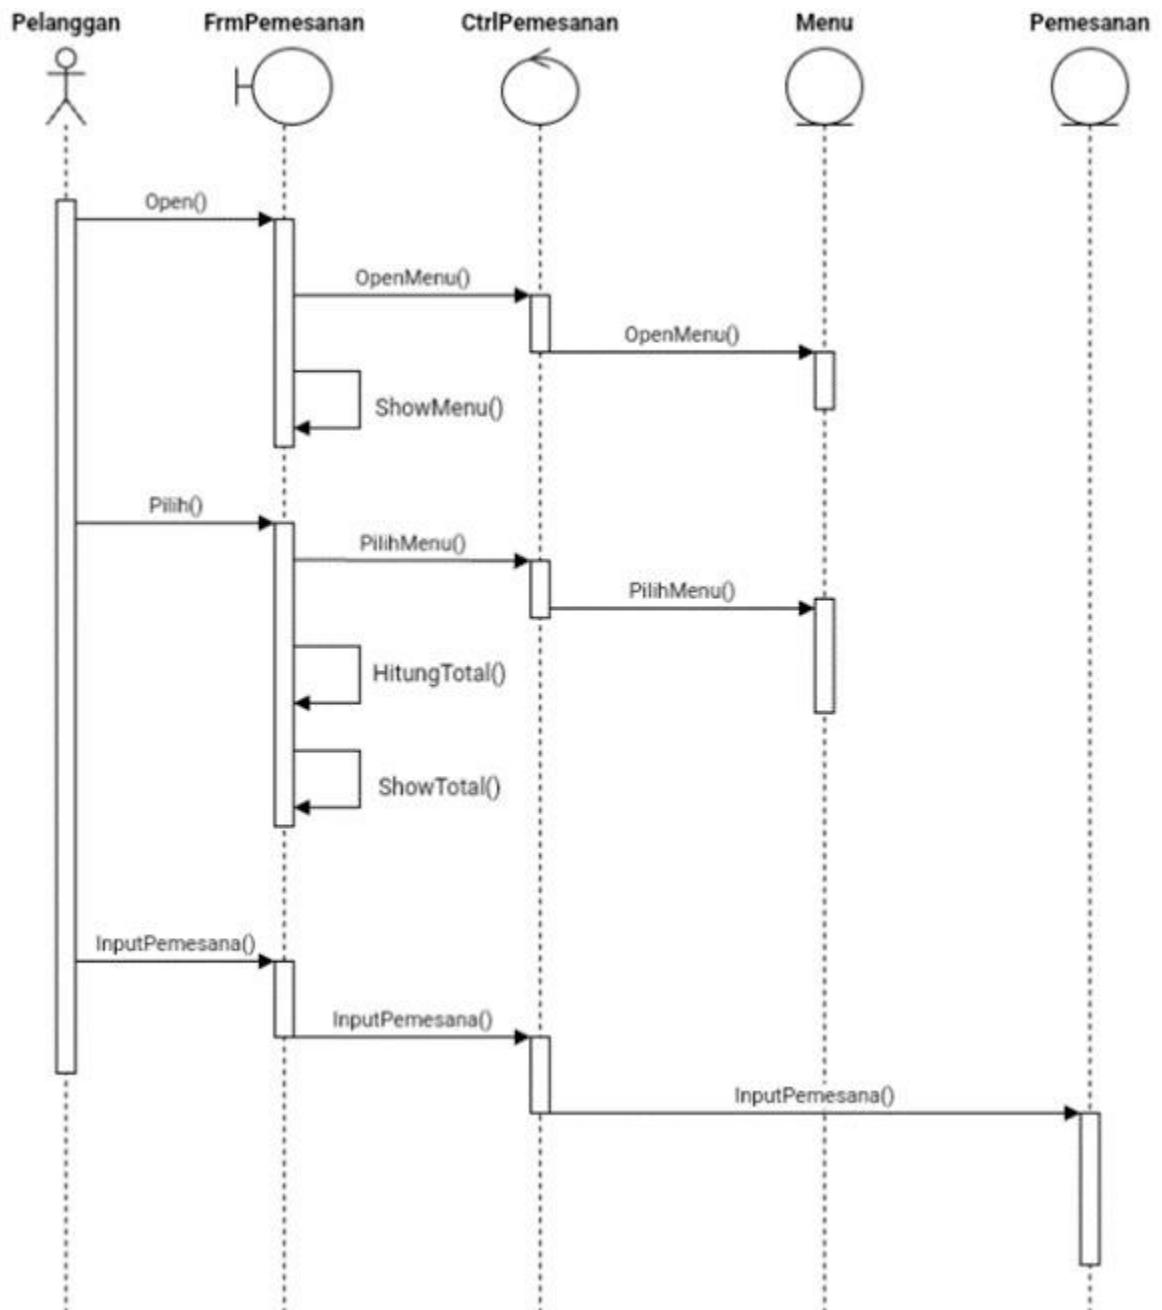 Pelanggan
FrmPemesanan
CtrlPemesanan
Menu
Pemesanan
Open()
OpenMenu()
OpenMenu()
ShowMenu()
Pilih()
PilihMenu()
PilihMenu()
HitungTotal()
ShowTotal()
InputPemesana()
InputPemesana()
InputPemesana()